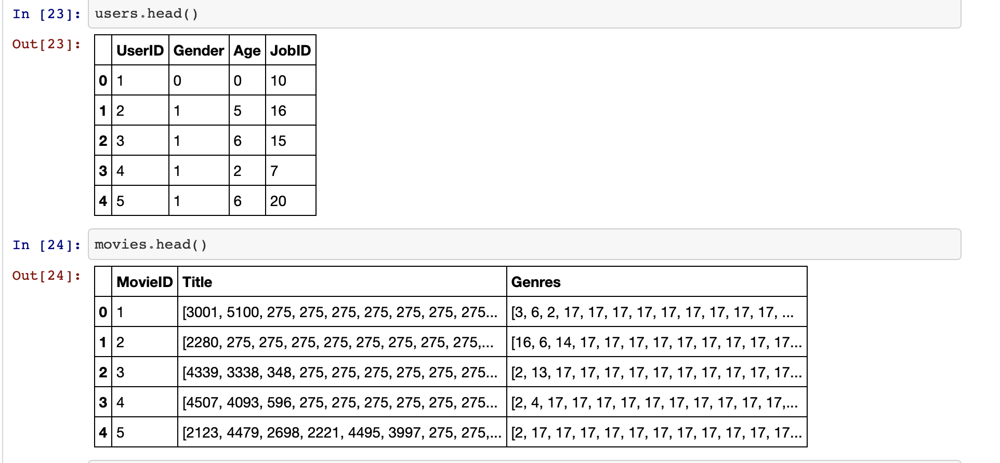 In [23]: users.head()
Out[23]:
UserID Gender Age JobID
0 1 0 0 10
1 2 1 5 16
2 3 1 6 15
3 4 1 2 7
4 5 1 6 20
In [24]: movies.head()
Out[24]:
MovieID Title Genres
0 1 [3001, 5100, 275, 275, 275, 275, 275, 275, 275... [3, 6, 2, 17, 17, 17, 17, 17, 17, 17, 17, 17, ...
1 2 [2280, 275, 275, 275, 275, 275, 275, 275, 275,... [16, 6, 14, 17, 17, 17, 17, 17, 17, 17, 17, 17...
2 3 [4339, 3338, 348, 275, 275, 275, 275, 275, 275... [2, 13, 17, 17, 17, 17, 17, 17, 17, 17, 17, 17...
3 4 [4507, 4093, 596, 275, 275, 275, 275, 275, 275... [2, 4, 17, 17, 17, 17, 17, 17, 17, 17, 17, 17,...
4 5 [2123, 4479, 2698, 2221, 4495, 3997, 275, 275,... [2, 17, 17, 17, 17, 17, 17, 17, 17, 17, 17, 17...